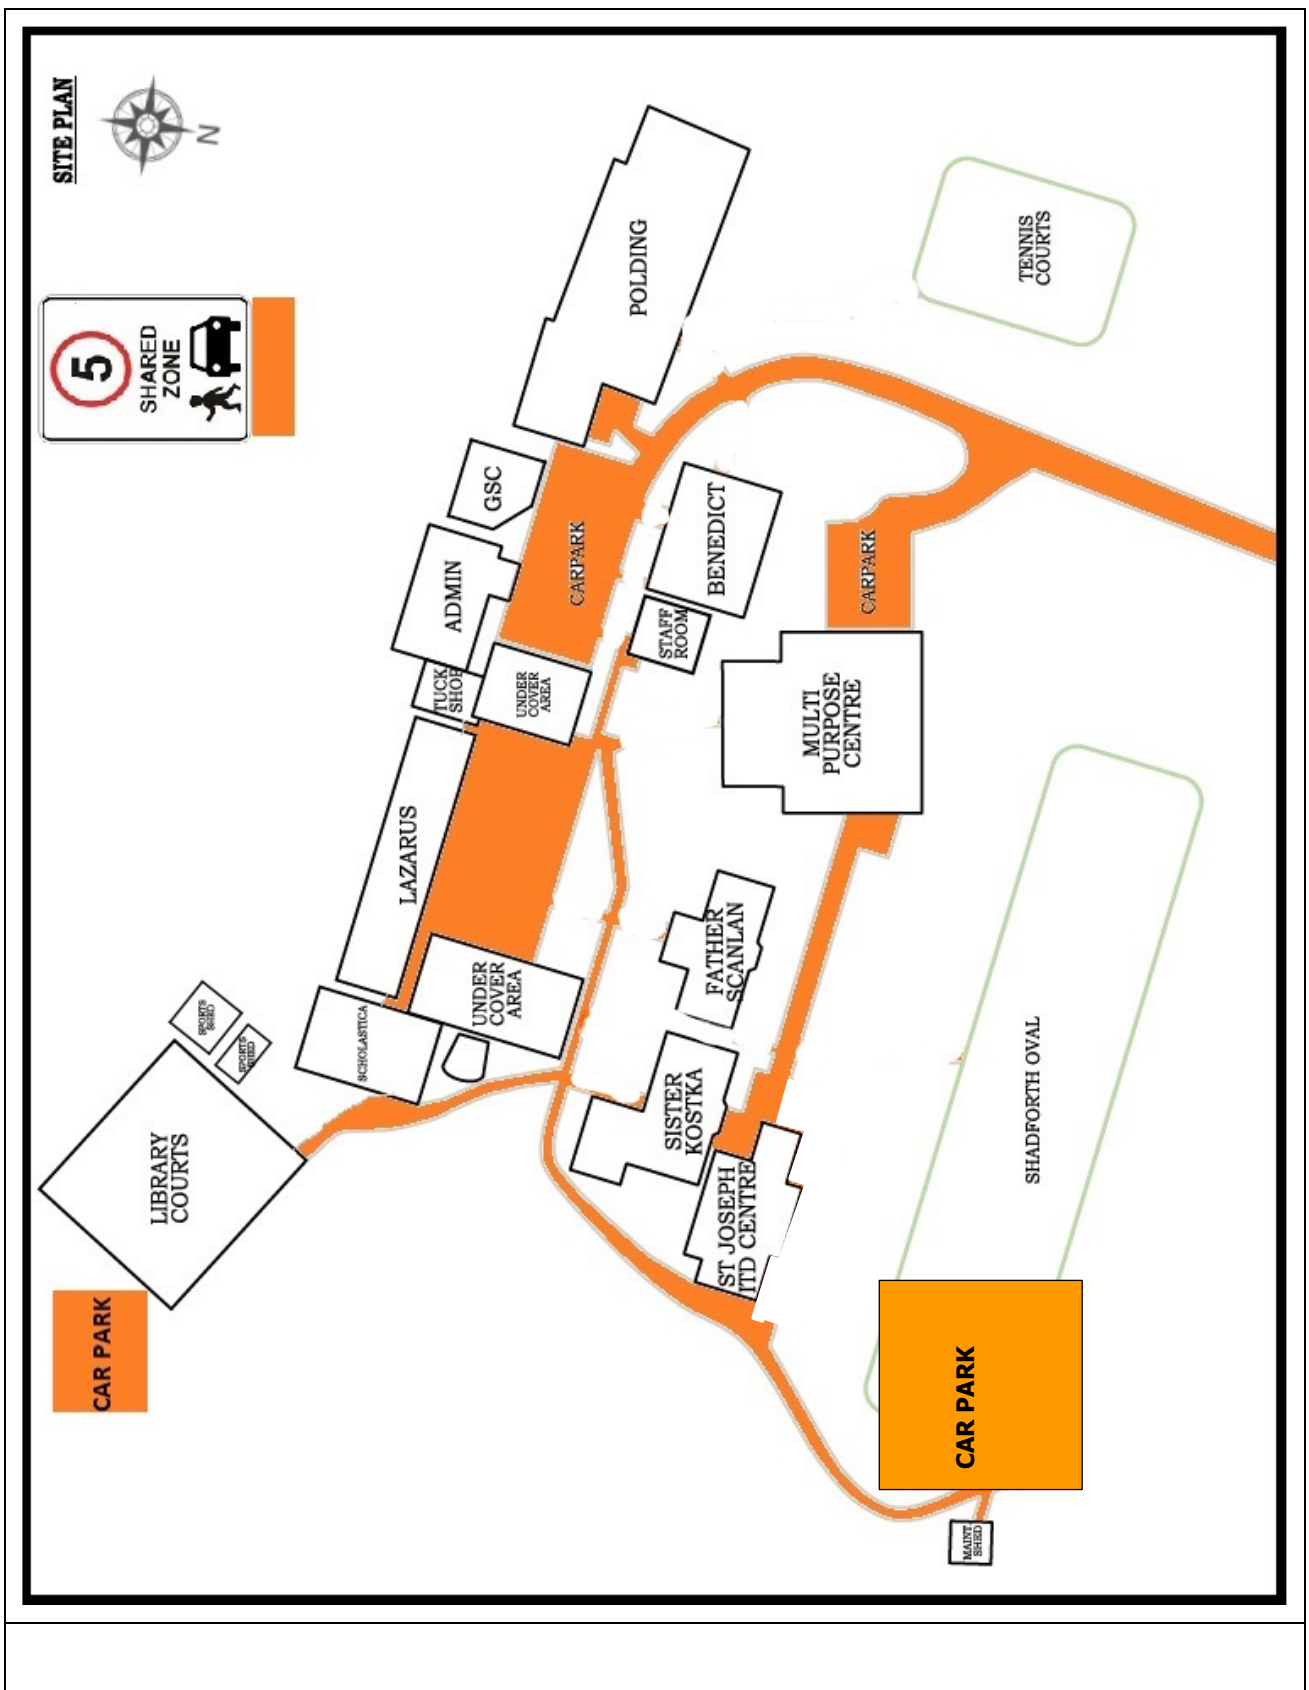 SITE PLAN
N
5
SHARED
ZONE
POLDING
TENNIS
COURTS
GSC
ADMIN
CARPARK
BENEDICT
CARPARK
STAFF
ROOM
TUCK
SHOP
UNDER
COVER
AREA
MULTI
PURPOSE
CENTRE
LAZARUS
FATHER
SCANLAN
UNDER
COVER
AREA
SPORTS
SHED
SPORTS
SHED
SCHOLASTICA
SISTER
KOSTKA
SHADFORTH OVAL
LIBRARY
COURTS
ST JOSEPH
ITD CENTRE
CAR PARK
CAR PARK
MAINT.
SHED